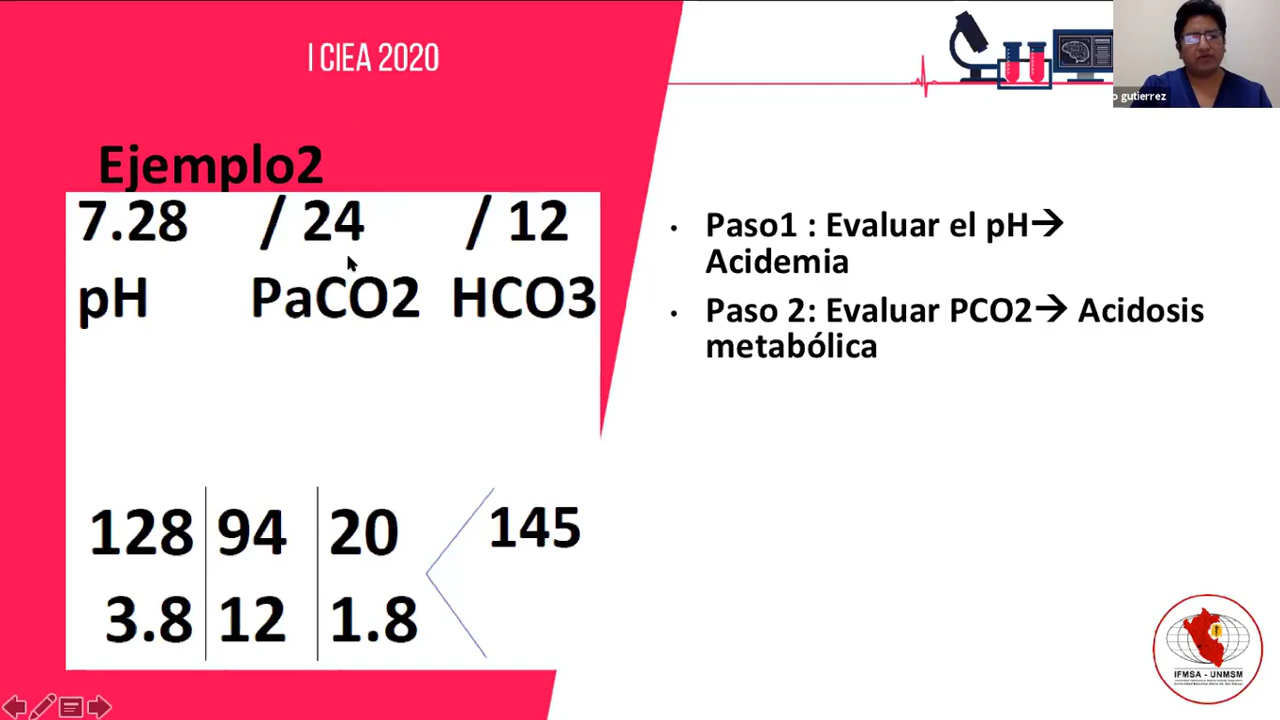 I CIEA 2020
o gutierrez
Ejemplo2
7.28 / 24 / 12
pH PaCO2 HCO3
128 94 20 145
3.8 12 1.8
• Paso1 : Evaluar el pH→
Acidemia
• Paso 2: Evaluar PCO2→ Acidosis
metabólica
IFMSA - UNMSM